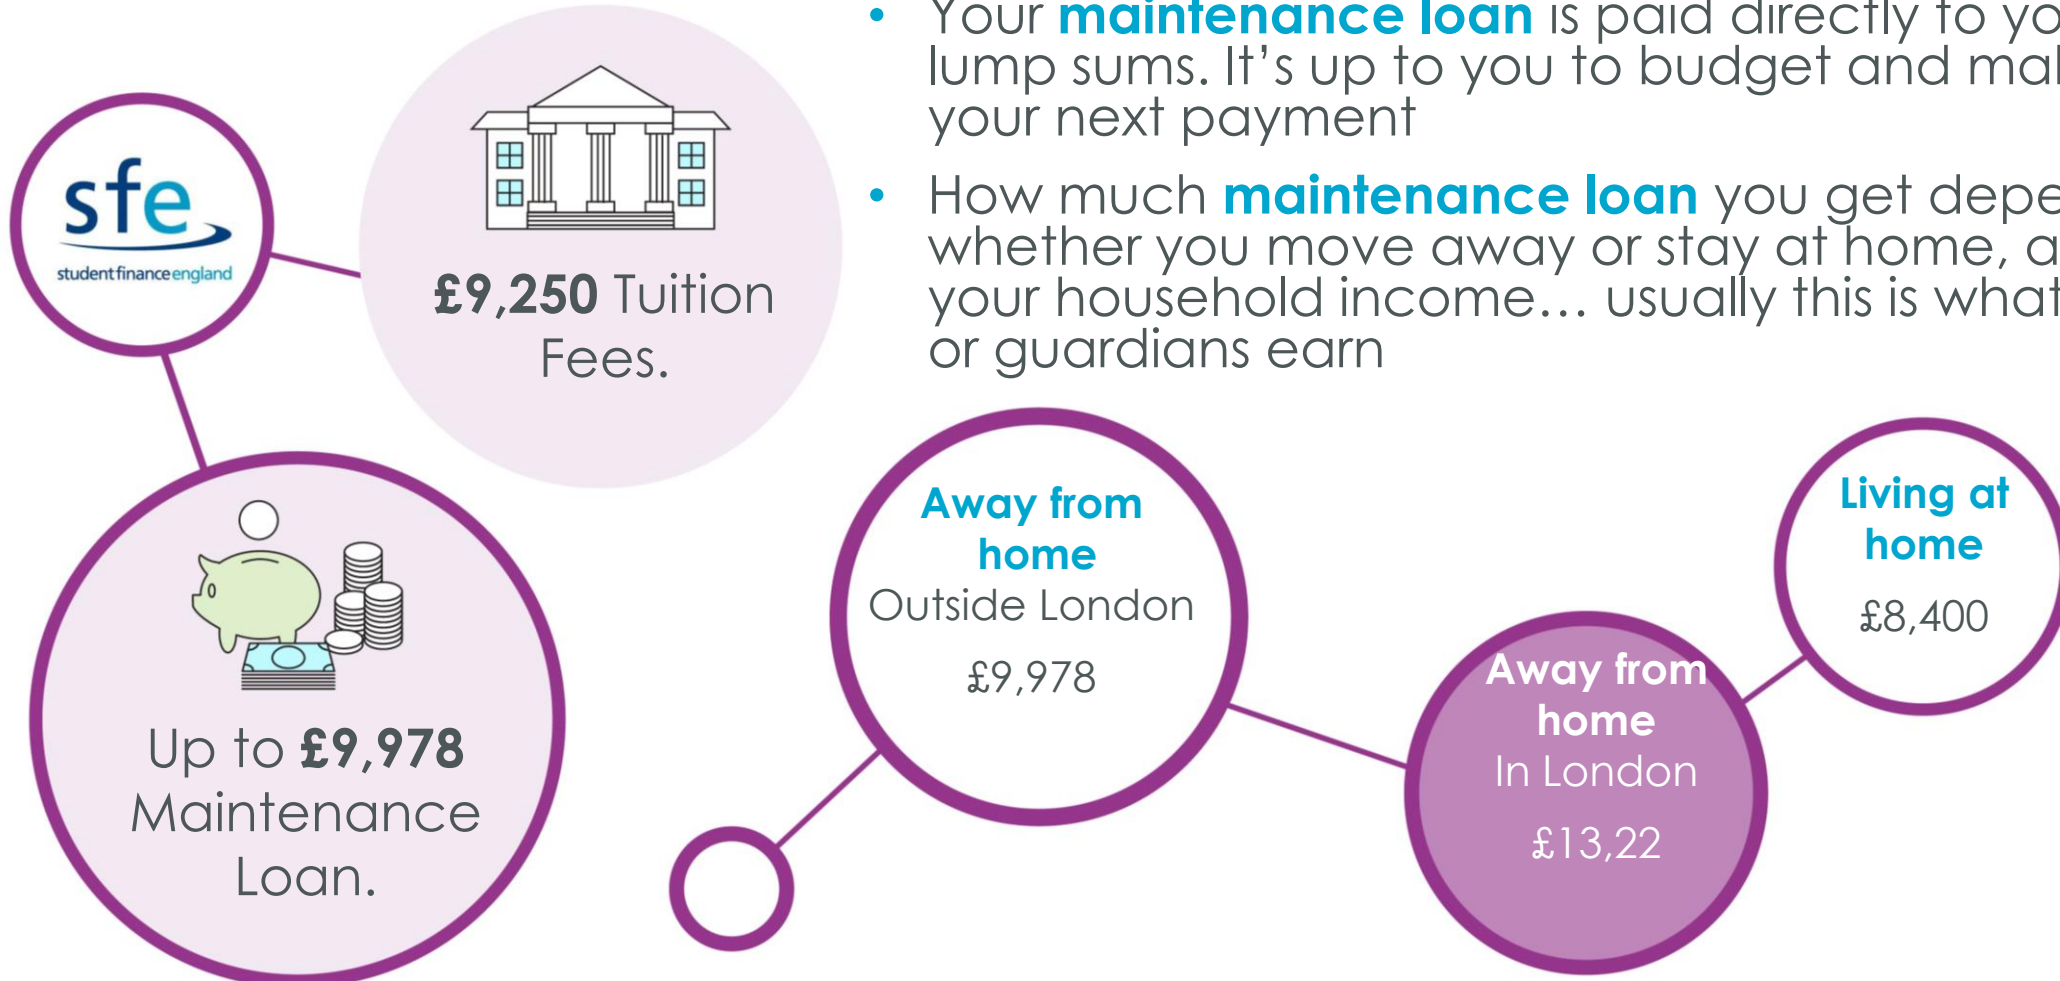 sfe
student finance england
£9,250 Tuition
Fees.
Up to £9,978
Maintenance
Loan.
• Your maintenance loan is paid directly to
lump sums. It’s up to you to budget and
your next payment
• How much maintenance loan you get
whether you move away or stay at home,
your household income… usually this is what
or guardians earn
Away from
home
Outside London
£9,978
Away from
home
In London
£13,22
Living at
home
£8,400